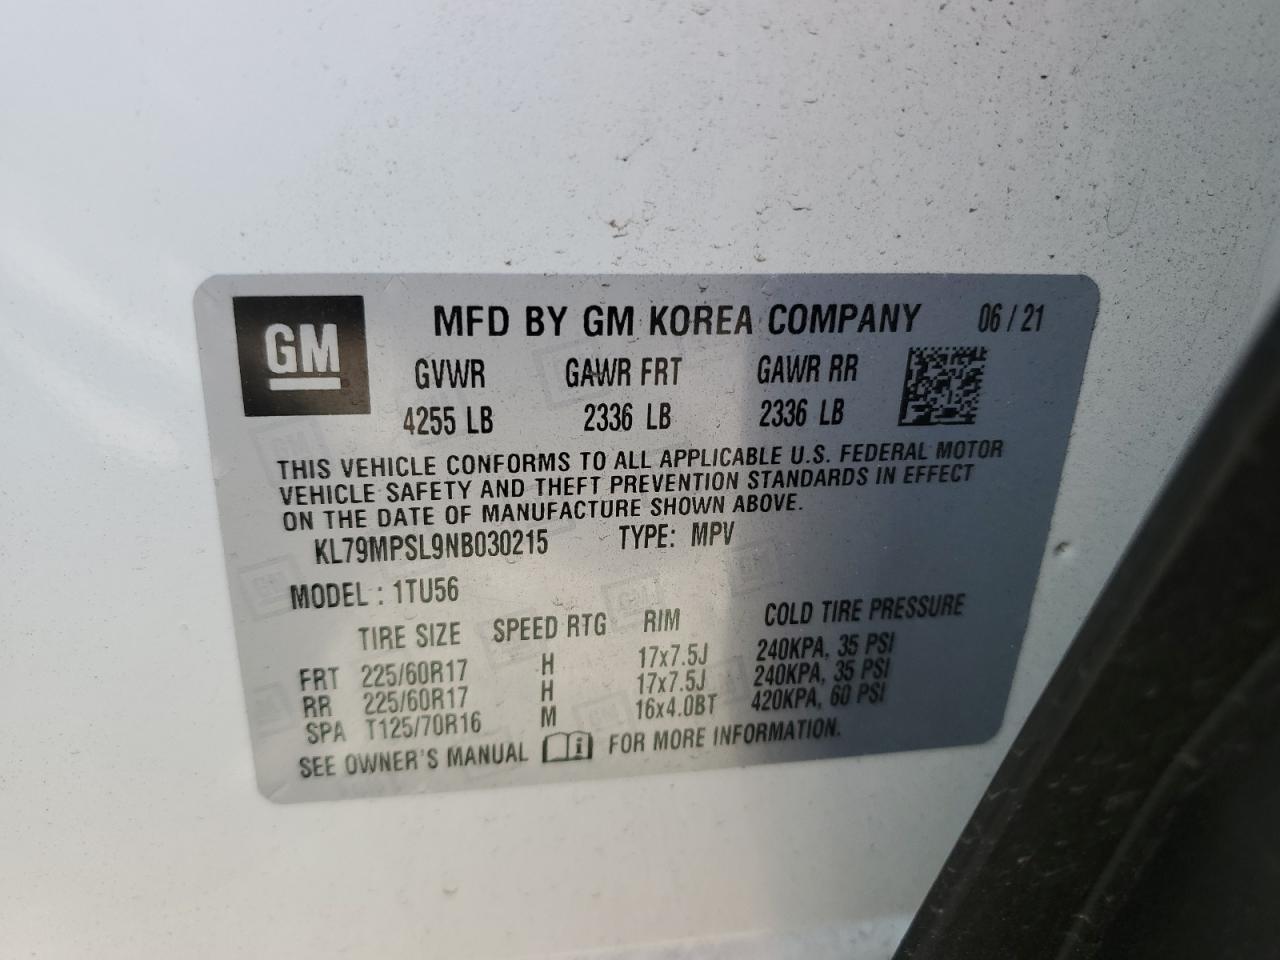 GM
MFD BY GM KOREA COMPANY 06 / 21
GVWR GAWR FRT GAWR RR
4255 LB 2336 LB 2336 LB
THIS VEHICLE CONFORMS TO ALL APPLICABLE U.S. FEDERAL MOTOR
VEHICLE SAFETY AND THEFT PREVENTION STANDARDS IN EFFECT
ON THE DATE OF MANUFACTURE SHOWN ABOVE.
KL79MPSL9NB030215 TYPE: MPV
MODEL : 1TU56
TIRE SIZE SPEED RTG RIM COLD TIRE PRESSURE
FRT 225/60R17 H 17x7.5J 240KPA, 35 PSI
RR 225/60R17 H 17x7.5J 240KPA, 35 PSI
SPA T125/70R16 M 16x4.0BT 420KPA, 60 PSI
SEE OWNER'S MANUAL i FOR MORE INFORMATION.